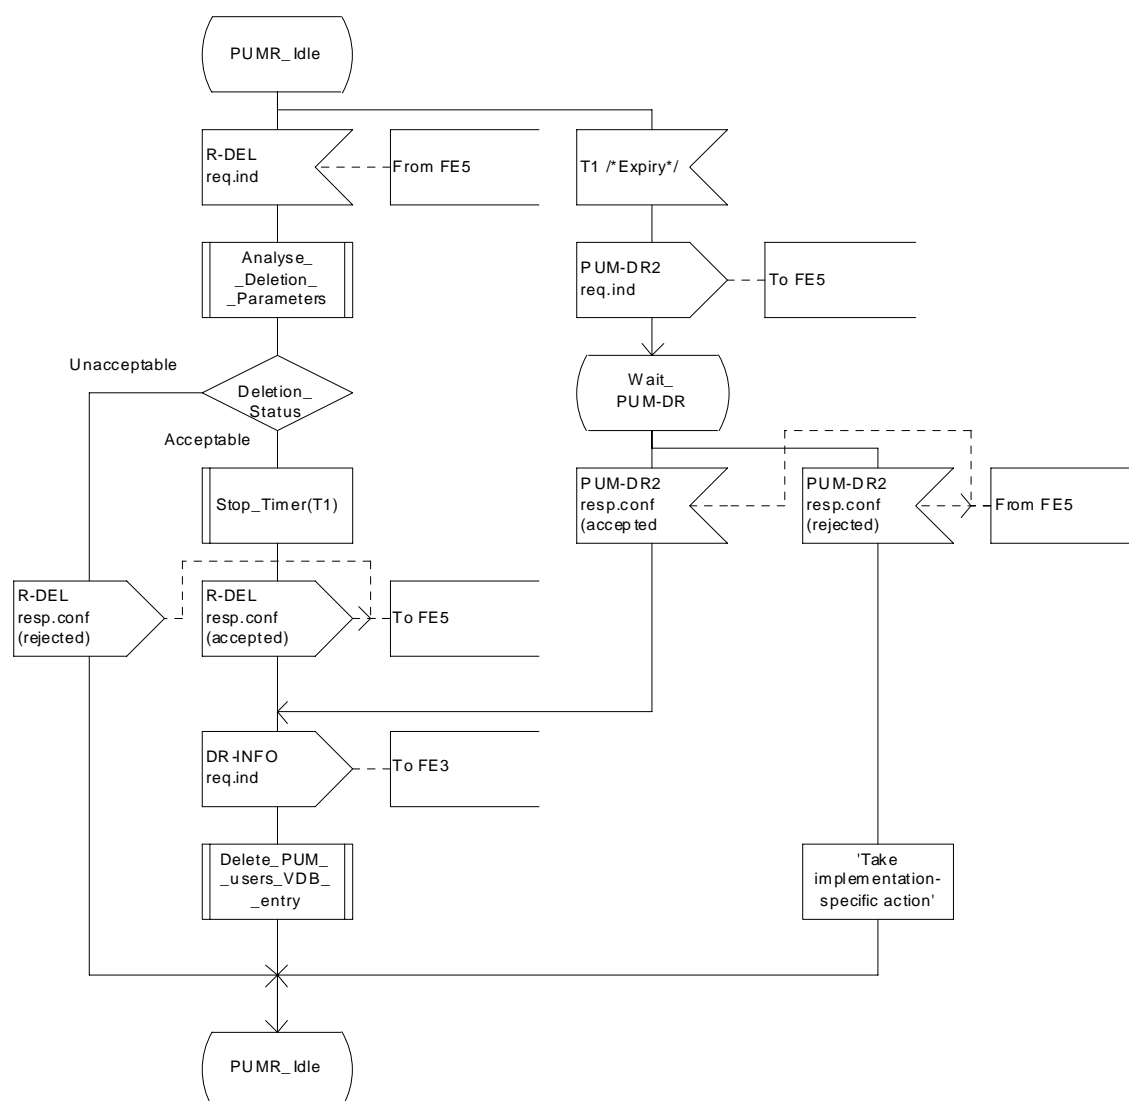 PUMR_Idle
R-DEL
req.ind
From FE5
T1 /*Expiry*/
Analyse_
_Deletion_
_Parameters
PUM-DR2
req.ind
To FE5
Unacceptable
Deletion_
Status
Acceptable
Wait_
PUM-DR
Stop_Timer(T1)
PUM-DR2
resp.conf
(accepted
PUM-DR2
resp.conf
(rejected)
From FE5
R-DEL
resp.conf
(rejected)
R-DEL
resp.conf
(accepted)
To FE5
DR-INFO
req.ind
To FE3
Delete_PUM_
_users_VDB_
_entry
'Take
implementation-
specific action'
PUMR_Idle